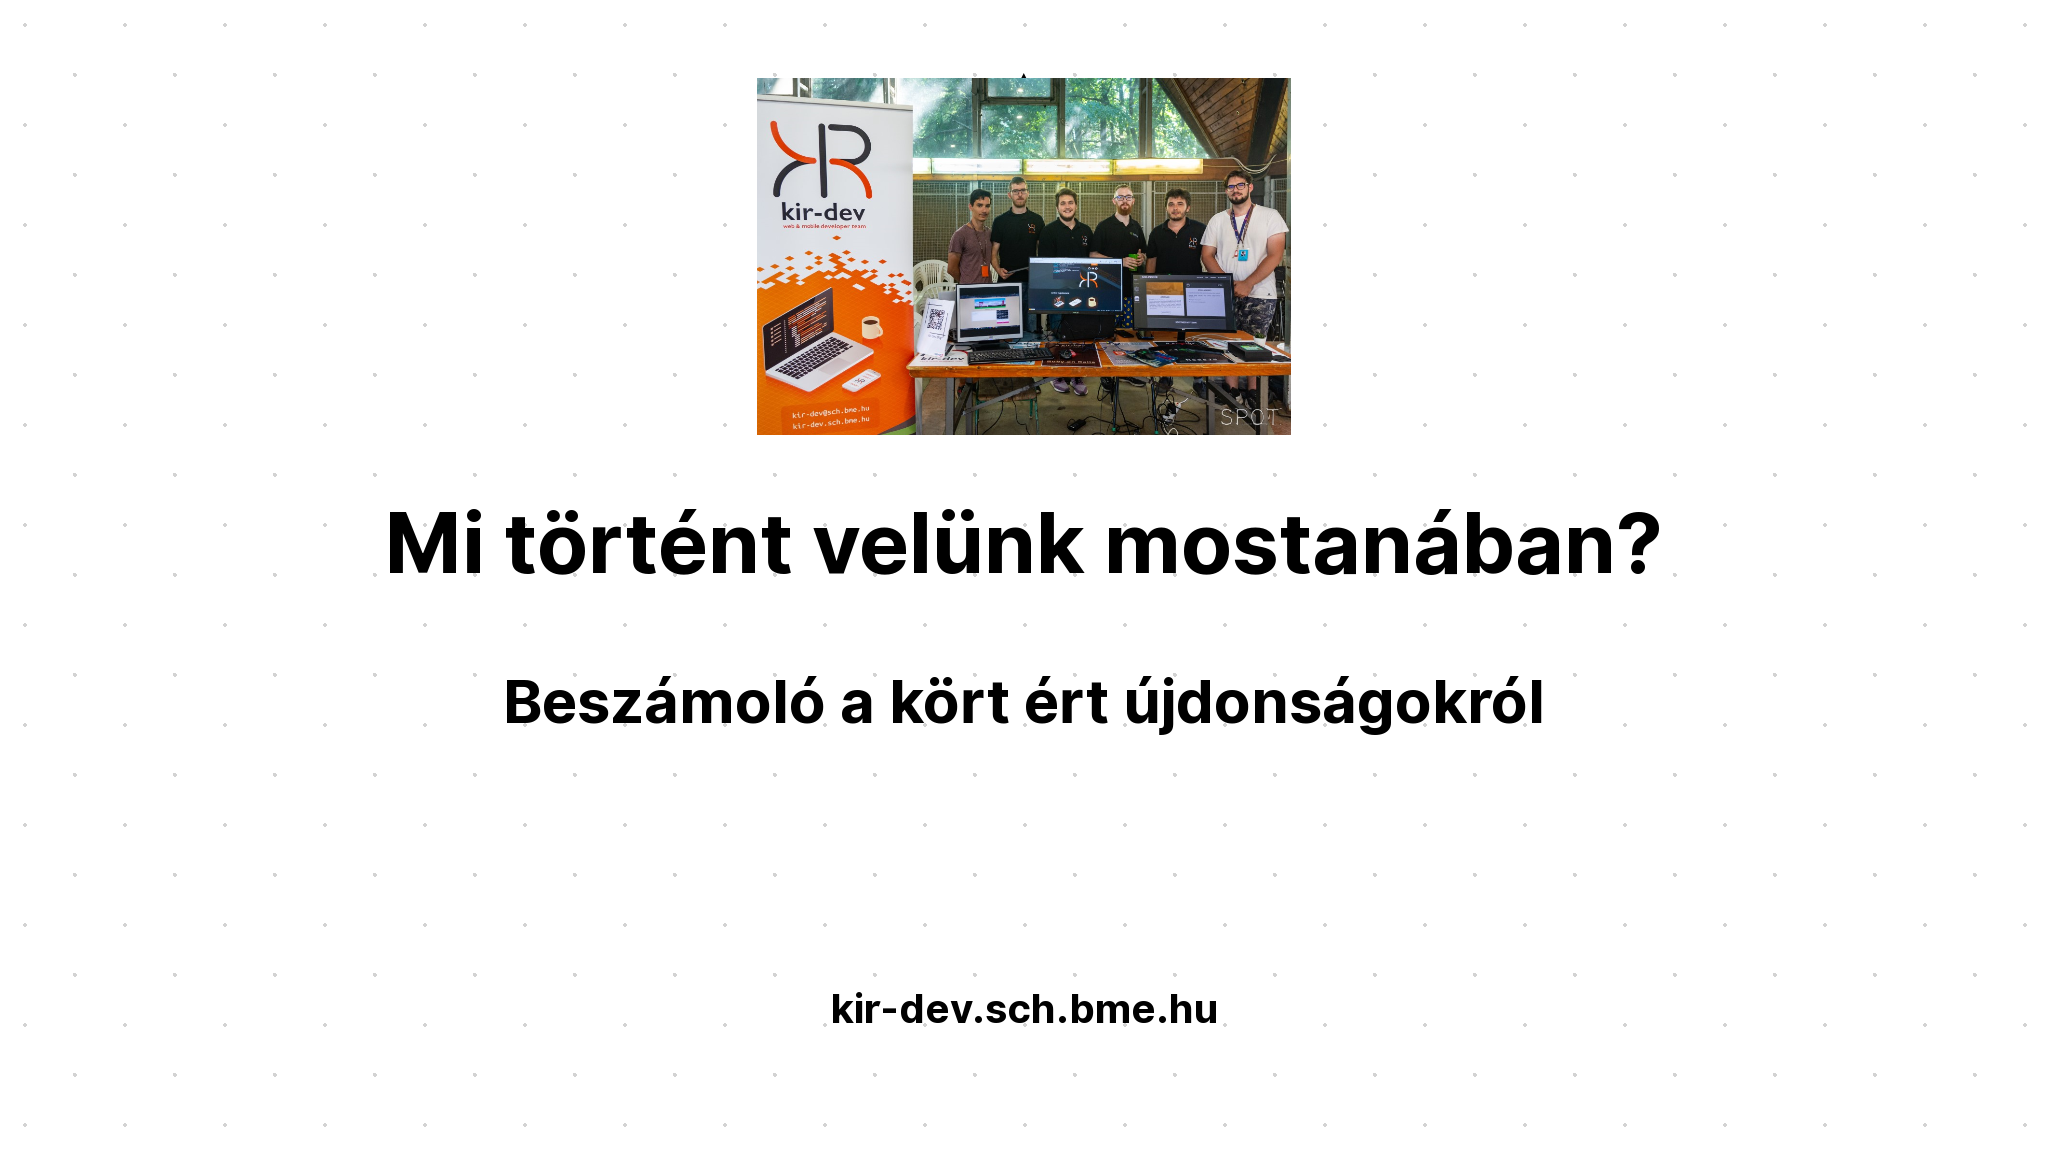 kir-dev
web & mobile developer team
kir-dev@sch.bme.hu
kir-dev.sch.bme.hu
SPOT
Mi történt velünk mostanában?
Beszámoló a kört ért újdonságokról
kir-dev.sch.bme.hu